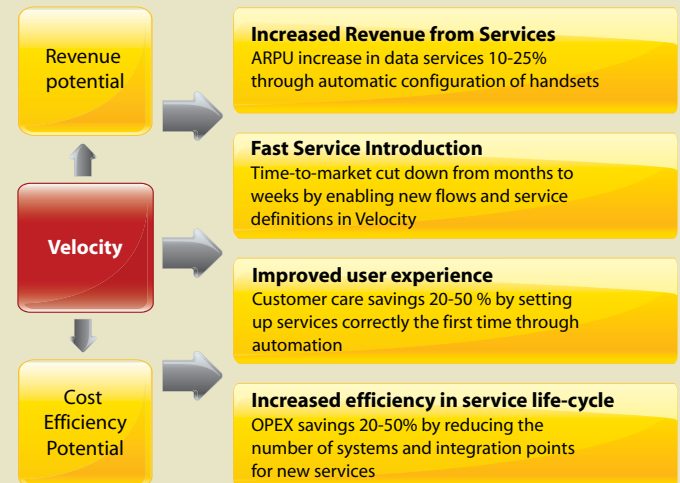 Revenue
potential
Velocity
Cost
Efficiency
Potential
Increased Revenue from Services
ARPU increase in data services 10-25%
through automatic configuration of handsets
Fast Service Introduction
Time-to-market cut down from months to
weeks by enabling new flows and service
definitions in Velocity
Improved user experience
Customer care savings 20-50 % by setting
up services correctly the first time through
automation
Increased efficiency in service life-cycle
OPEX savings 20-50% by reducing the
number of systems and integration points
for new services